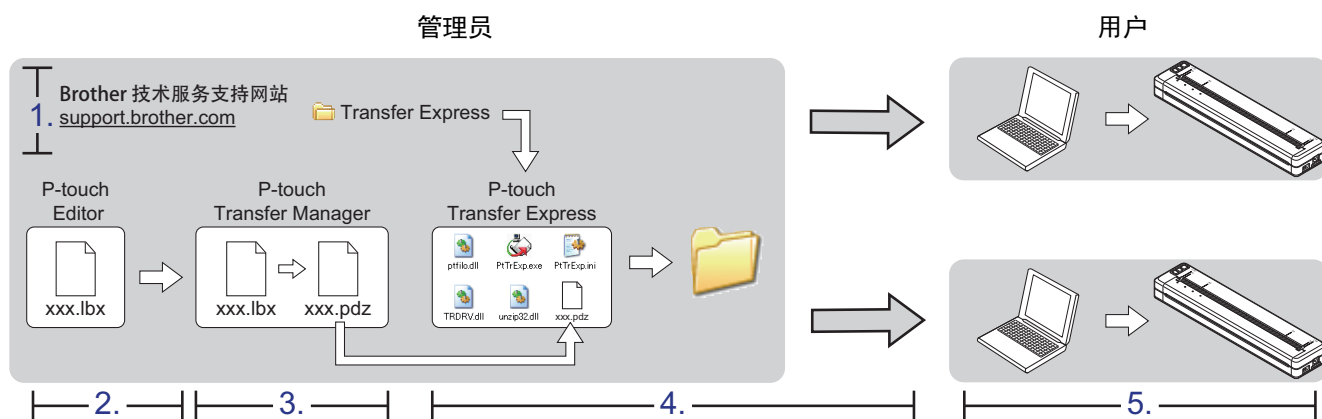 管理员
用户
1.
Brother 技术服务支持网站
support.brother.com
Transfer Express
P-touch
Editor
xxx.lbx
P-touch
Transfer Manager
xxx.lbx
xxx.pdz
P-touch
Transfer Express
ptfilo.dll
PtTrExp.exe
PtTrExp.ini
TRDRV.dll
unzip32.dll
xxx.pdz
2.
3.
4.
5.